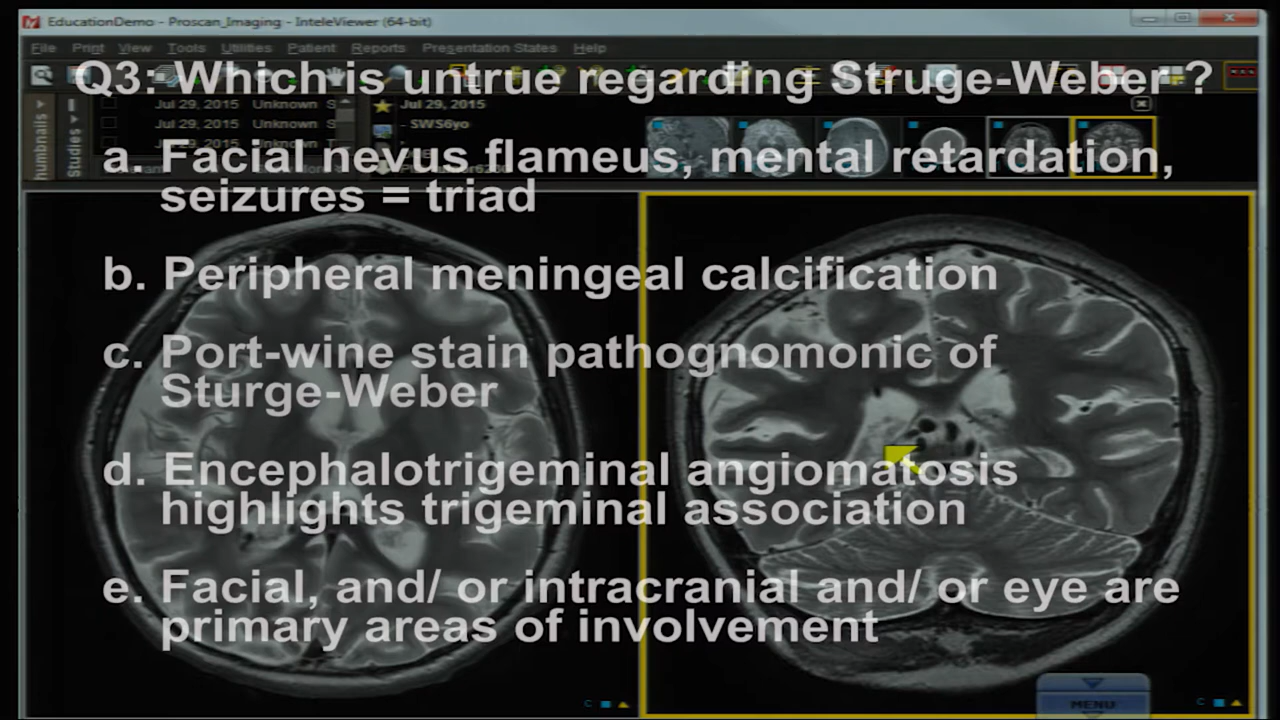 EducationDemo - Proscan_Imaging - InteleViewer (64-bit)
File Print View Tools Utilities Patient Reports Presentation States Help
Q3: Which is untrue regarding Struge-Weber ?
Jul 29, 2015 Unknown S
Jul 29, 2015
Jul 29, 2015 Unknown S
- SWS6yo
Thumbnails
Studies
a. Facial nevus flameus, mental retardation,
seizures = triad
b. Peripheral meningeal calcification
c. Port-wine stain pathognomonic of
Sturge-Weber
d. Encephalotrigeminal angiomatosis
highlights trigeminal association
e. Facial, and/ or intracranial and/ or eye are
primary areas of involvement
C
C
MENU